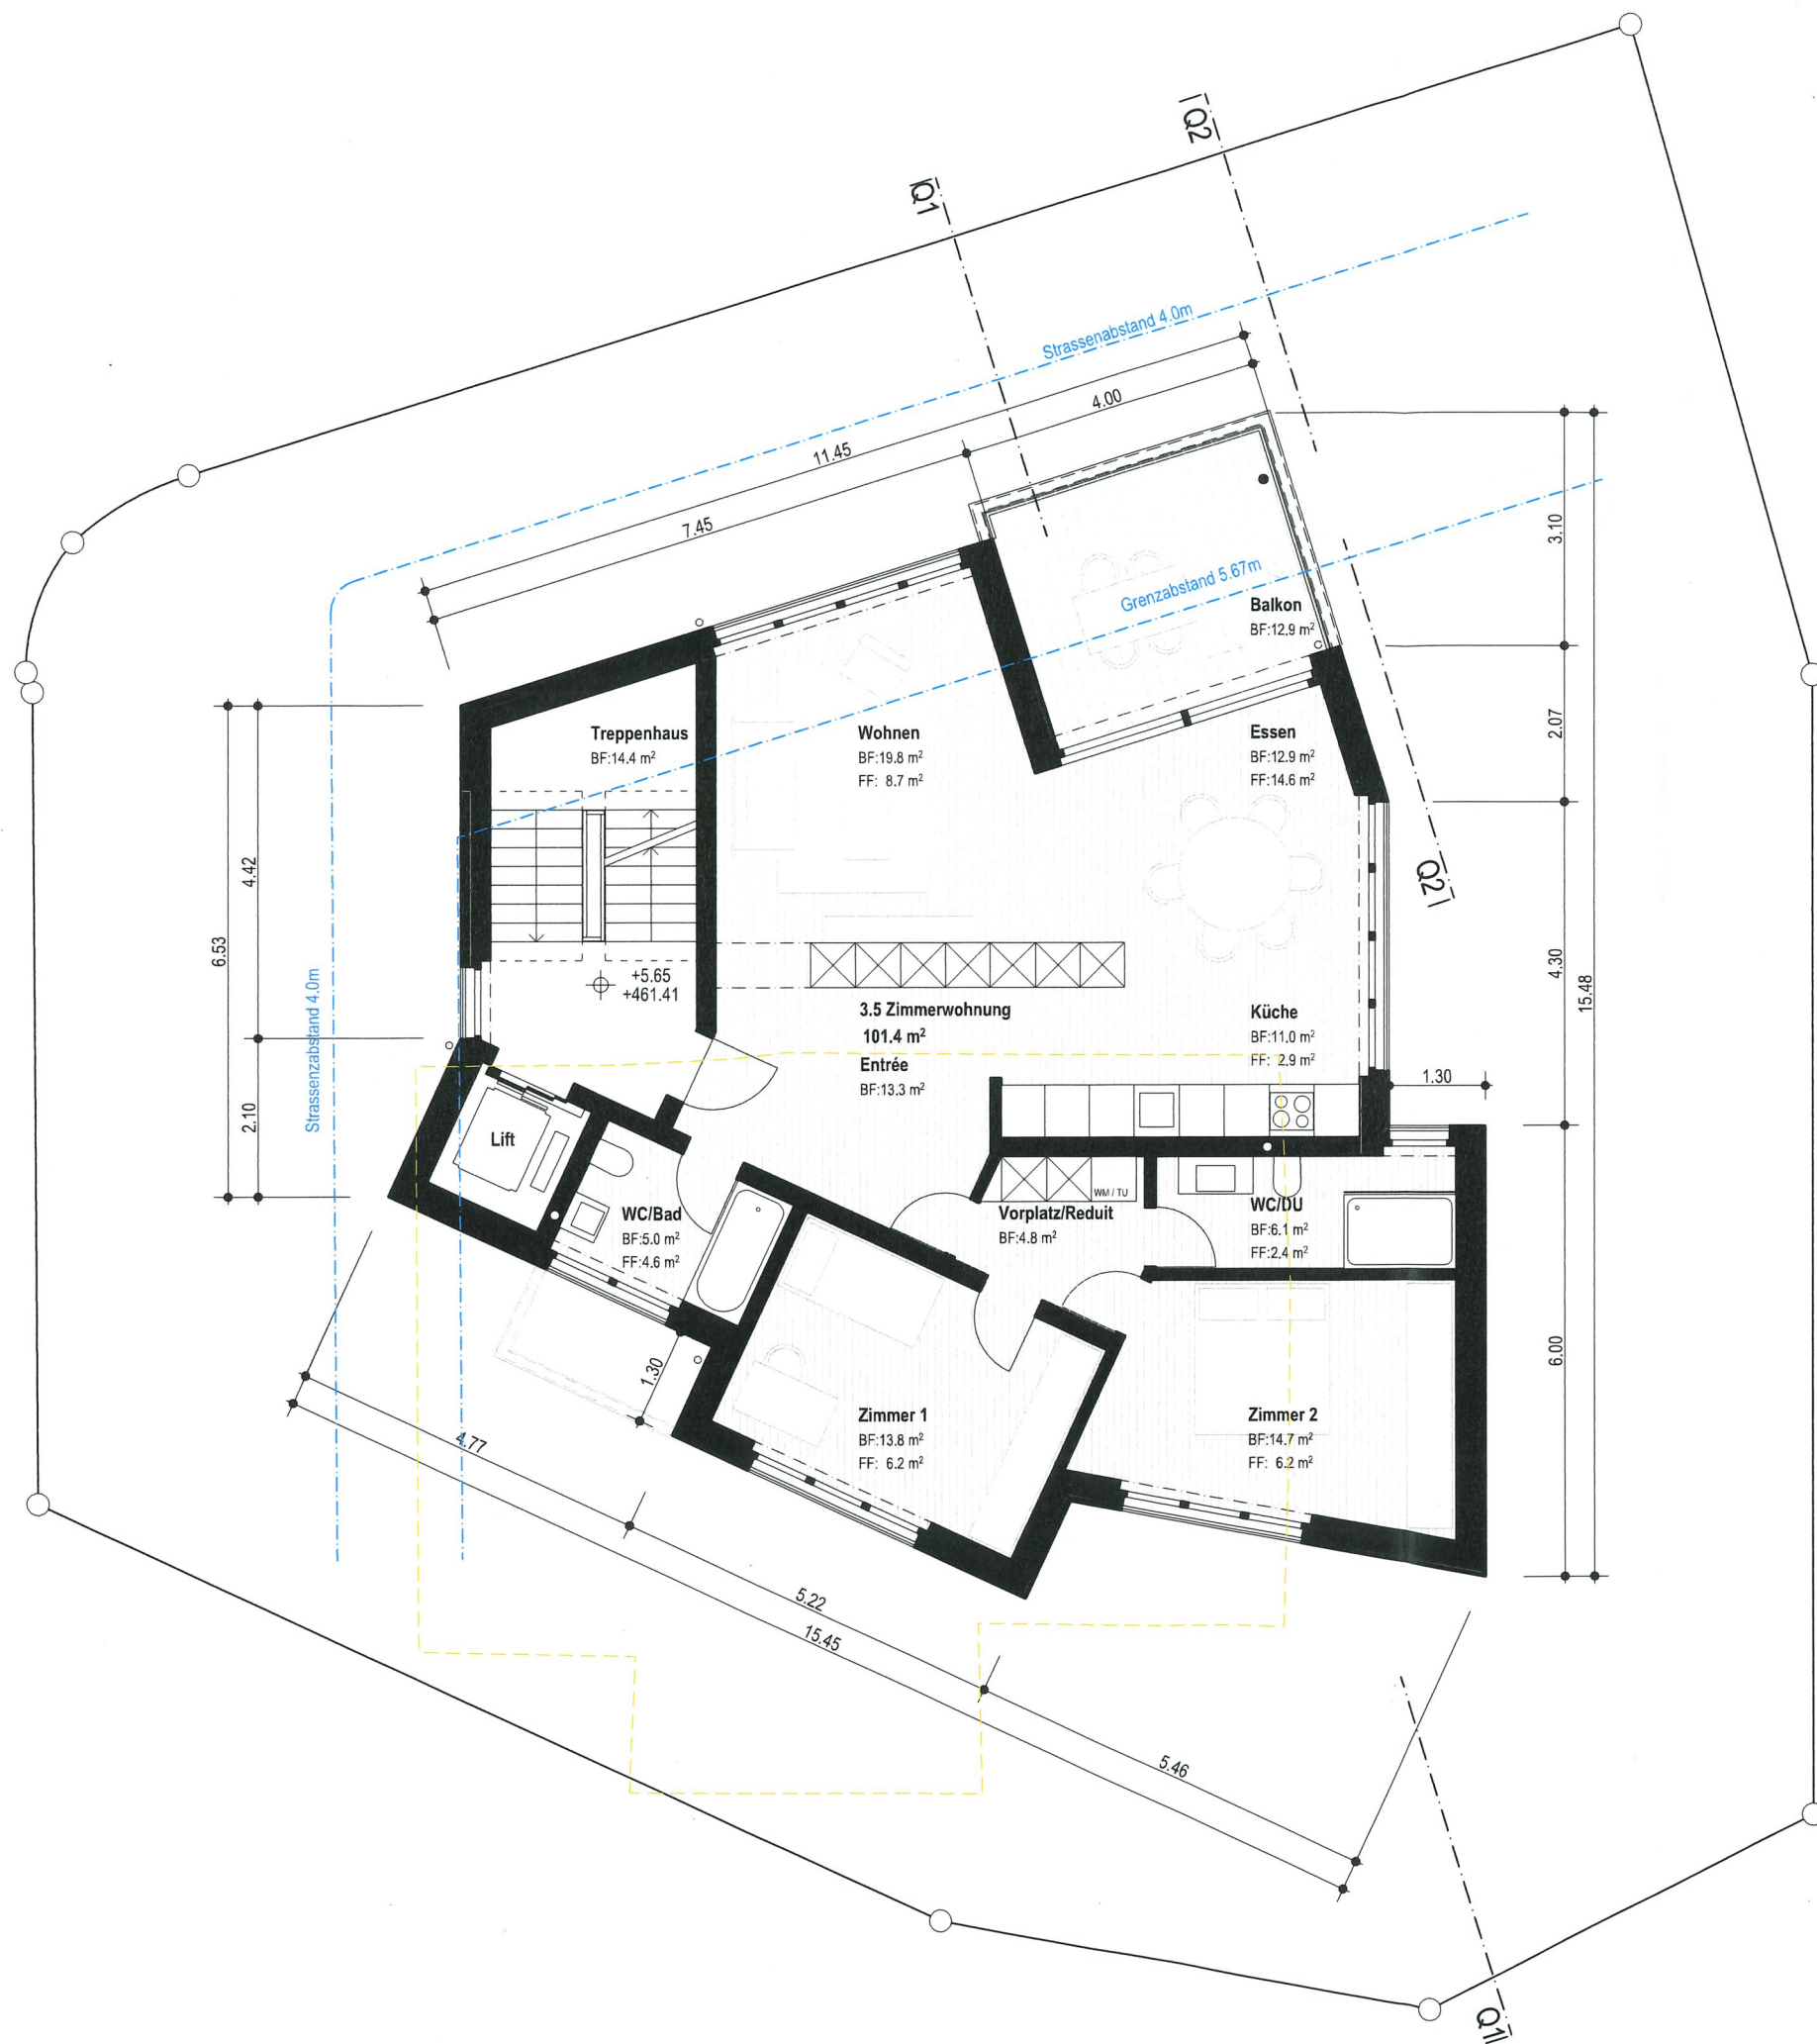 Q2
Q1
Strassenabstand 4.0m
4.00
11.45
7.45
3.10
Grenzabstand 5.67m
Balkon
BF:12.9 m²
2.07
Treppenhaus
BF:14.4 m²
Wohnen
BF:19.8 m²
FF: 8.7 m²
Essen
BF:12.9 m²
FF:14.6 m²
4.42
6.53
Q2
4.30
15.48
+5.65
+461.41
3.5 Zimmerwohnung
101.4 m²
Entrée
BF:13.3 m²
Küche
BF:11.0 m²
FF: 2.9 m²
Strassenzabstand 4.0m
2.10
1.30
Lift
WM / TU
WC/Bad
BF:5.0 m²
FF:4.6 m²
Vorplatz/Reduit
BF:4.8 m²
WC/DU
BF:6.1 m²
FF:2.4 m²
1.30
6.00
Zimmer 1
BF:13.8 m²
FF: 6.2 m²
Zimmer 2
BF:14.7 m²
FF: 6.2 m²
4.77
5.22
15.45
5.46
Q1